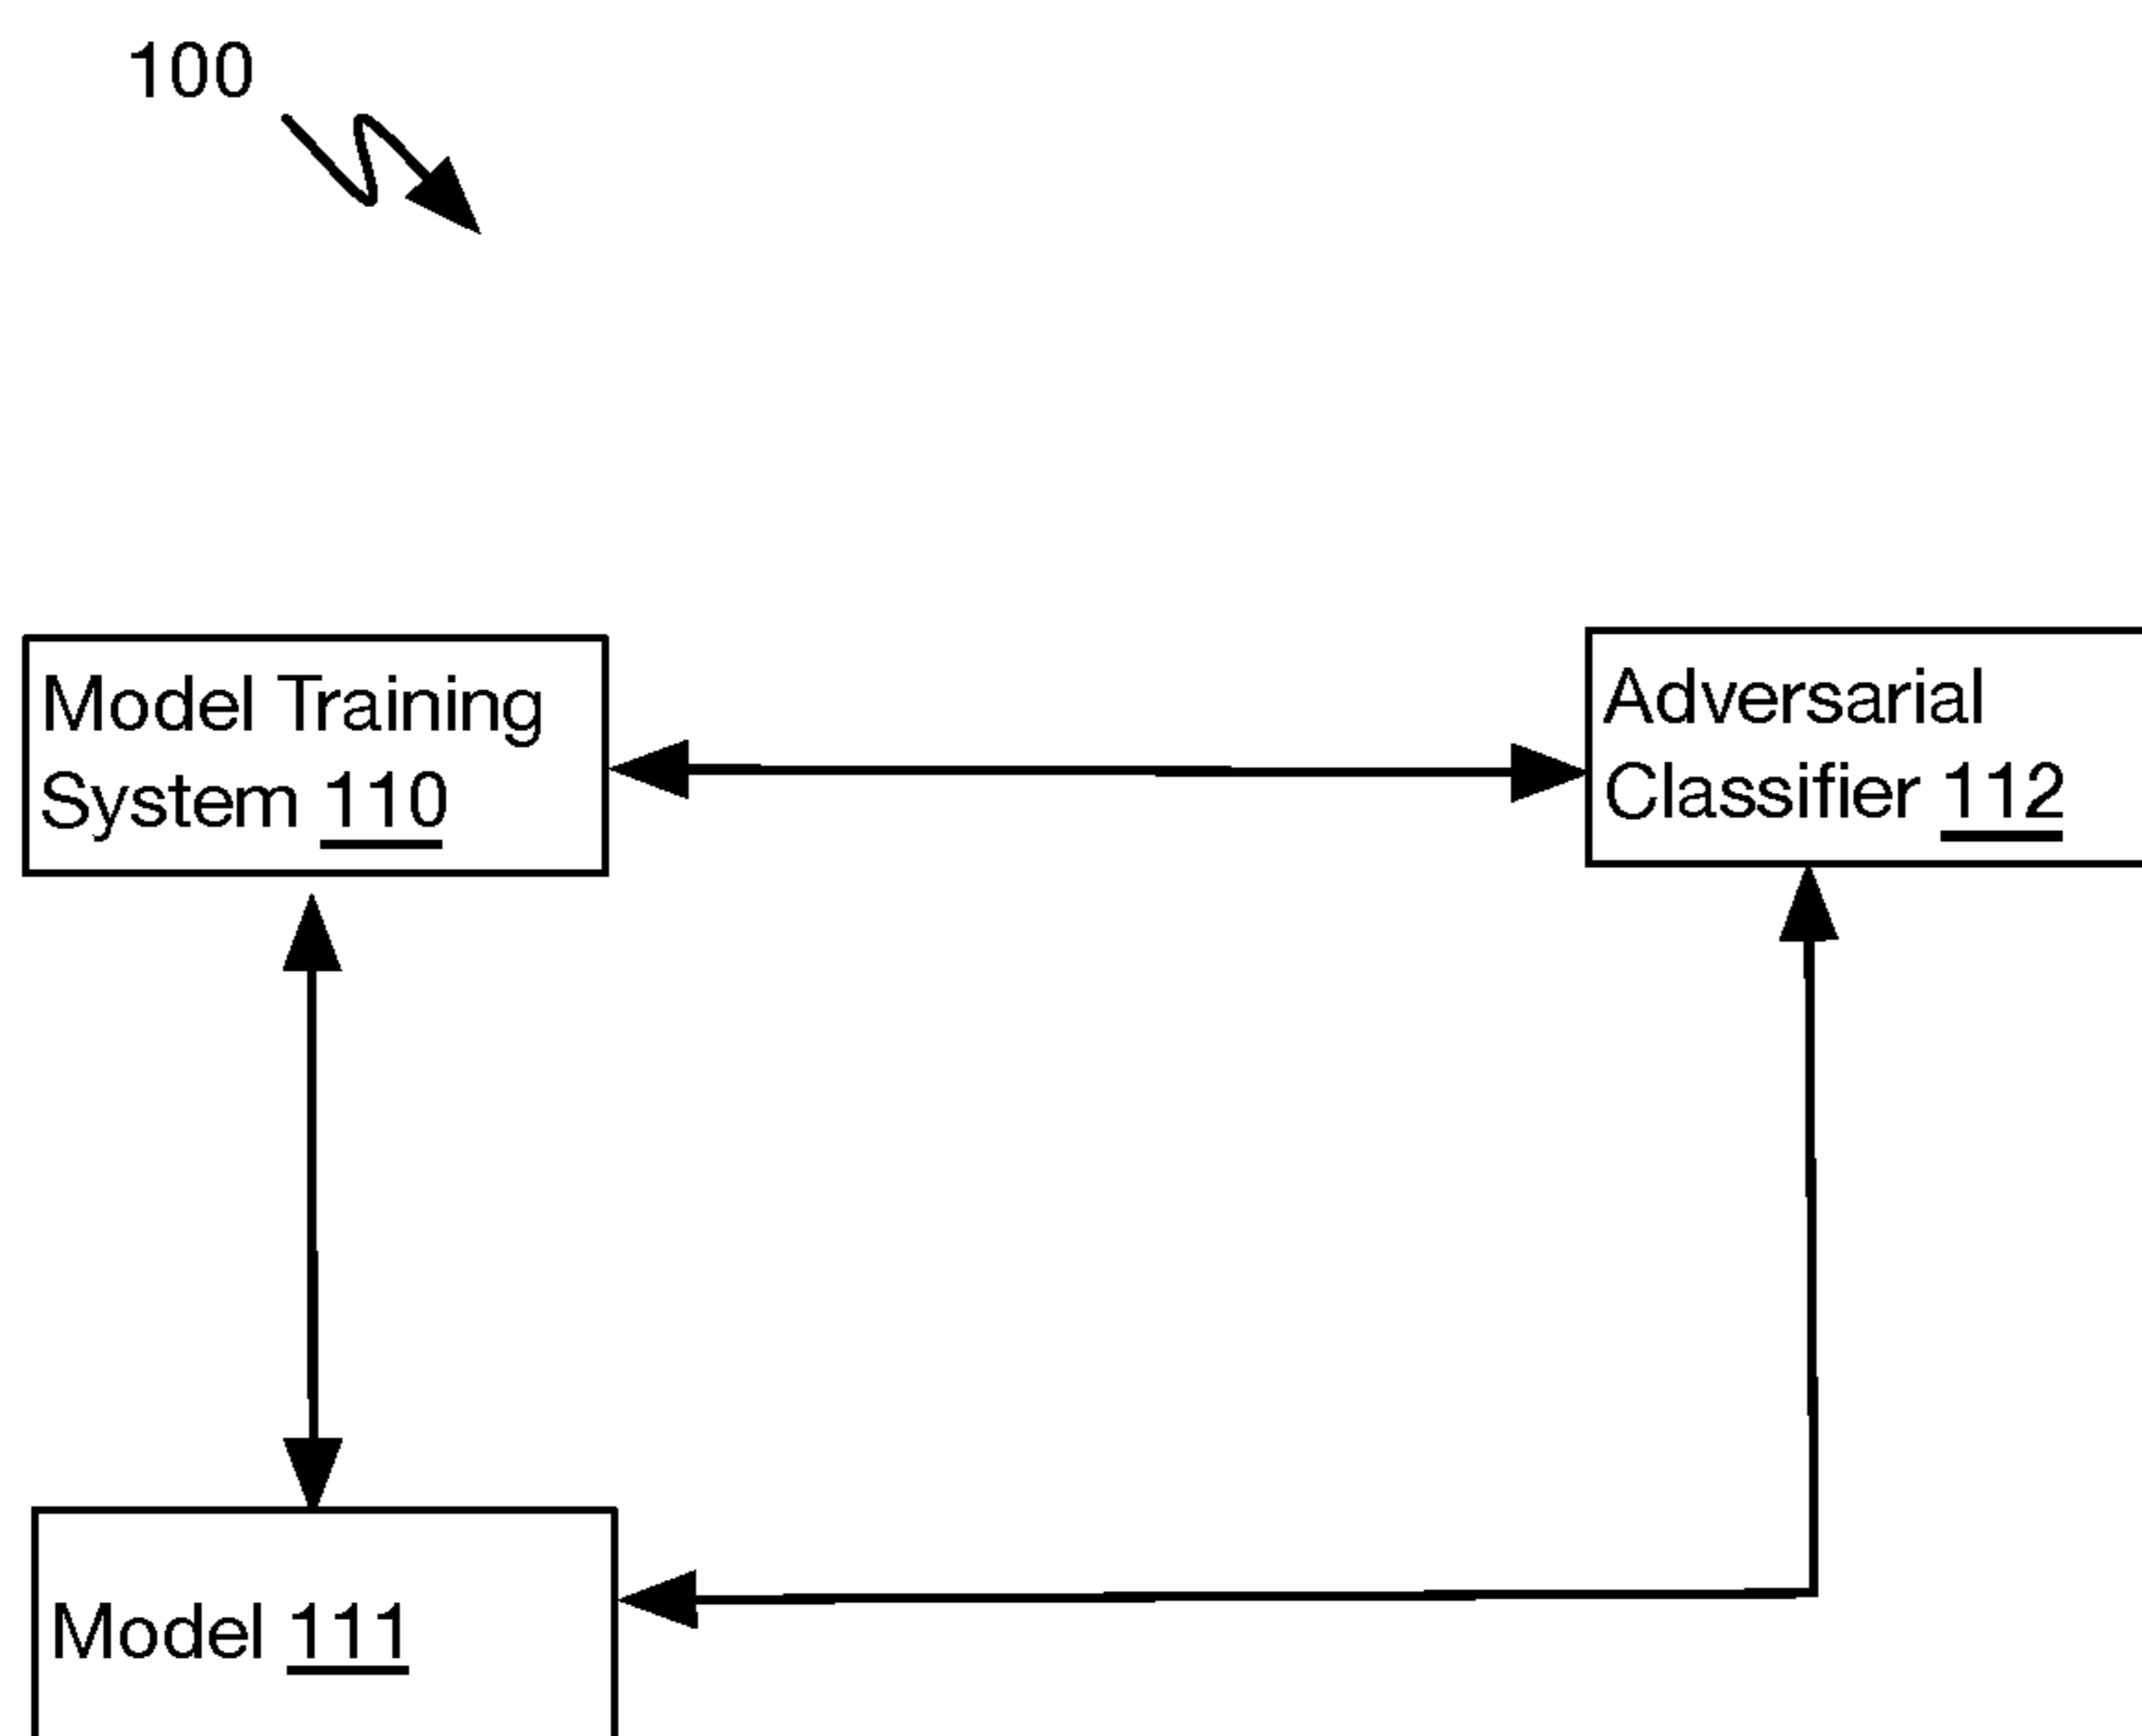 100
Model Training
System 110
Adversarial
Classifier 112
Model 111